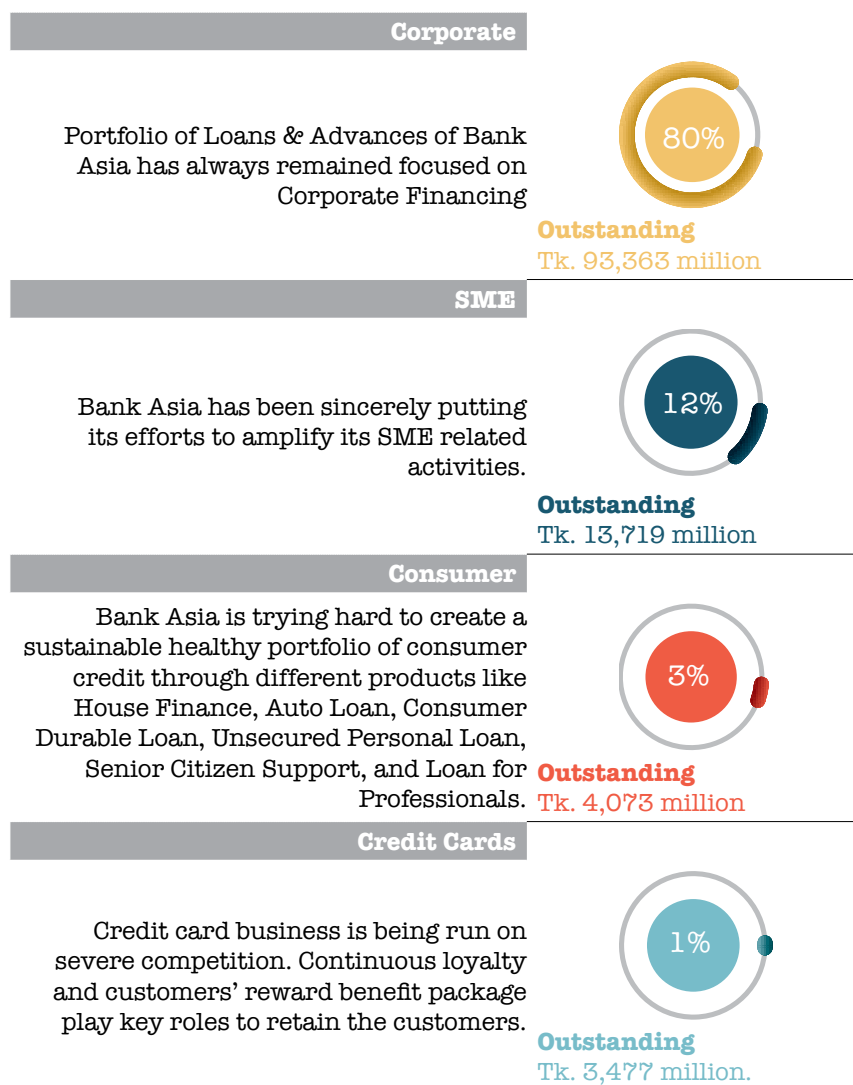 Corporate
Portfolio of Loans & Advances of Bank
Asia has always remained focused on
Corporate Financing
80%
Outstanding
Tk. 93,363 miilion
SME
Bank Asia has been sincerely putting
its efforts to amplify its SME related
activities.
12%
Outstanding
Tk. 13,719 million
Consumer
Bank Asia is trying hard to create a
sustainable healthy portfolio of consumer
credit through different products like
House Finance, Auto Loan, Consumer
Durable Loan, Unsecured Personal Loan,
Senior Citizen Support, and Loan for
Professionals.
3%
Outstanding
Tk. 4,073 million
Credit Cards
Credit card business is being run on
severe competition. Continuous loyalty
and customers’ reward benefit package
play key roles to retain the customers.
1%
Outstanding
Tk. 3,477 million.